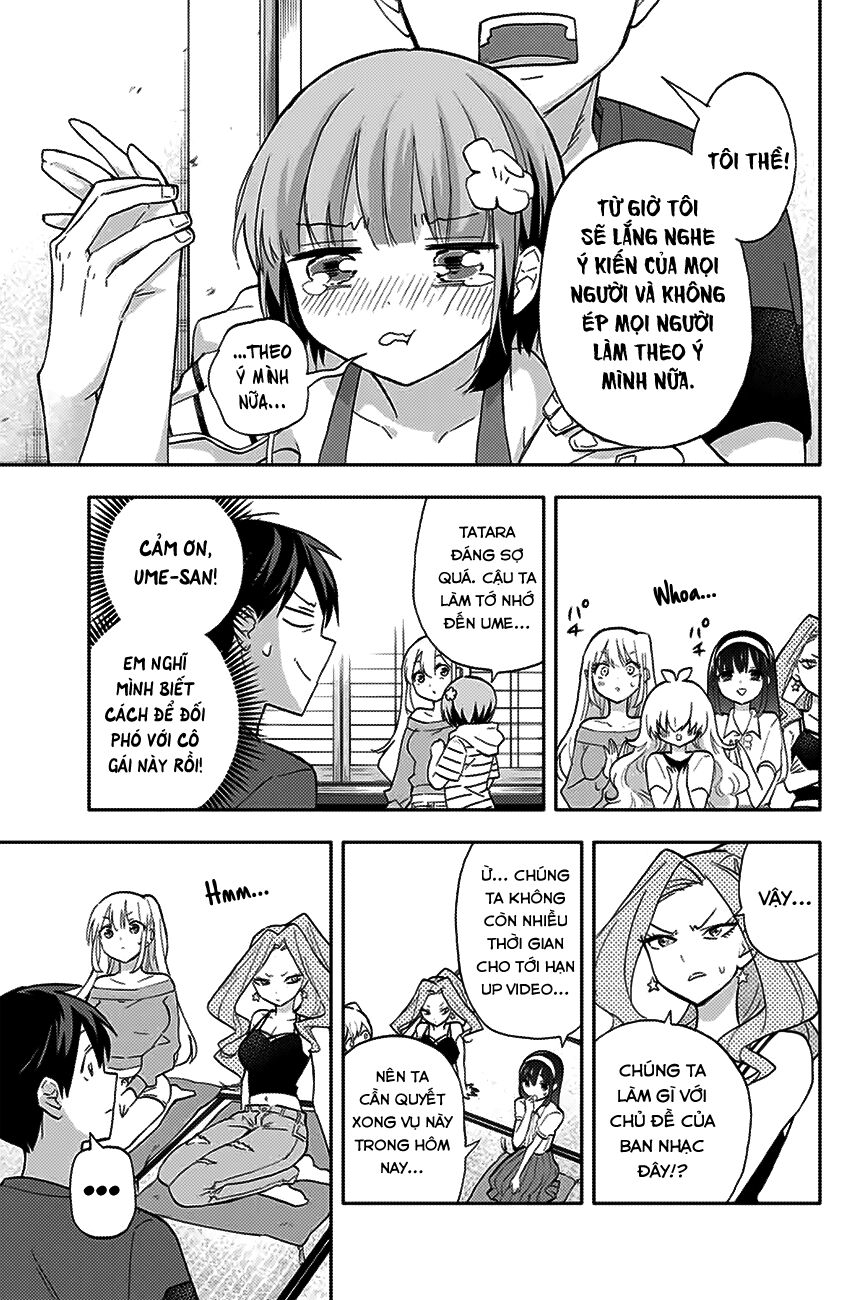 TÔI THỀ!
TỪ GIỜ TÔI
SẼ LẮNG NGHE
Ý KIẾN CỦA MỌI
NGƯỜI VÀ KHÔNG
ÉP MỌI NGƯỜI
LÀM THEO Ý
MÌNH NỮA.
...THEO
Ý MÌNH
NỮA...
Whoa...
TATARA
ĐÁNG SỢ
QUÁ. CẬU TA
LÀM TỚ NHỚ
ĐẾN UME...
CẢM ƠN,
UME-SAN!
EM NGHĨ
MÌNH BIẾT
CÁCH ĐỂ ĐỐI
PHÓ VỚI CÔ
GÁI NÀY RỒI!
VẬY...
CHÚNG TA
LÀM GÌ VỚI
CHỦ ĐỀ CỦA
BAN NHẠC
ĐÂY!?
Ừ... CHÚNG
TA KHÔNG
CÒN NHIỀU
THỜI GIAN
CHO TỚI HẠN
UP VIDEO...
NÊN TA
CẦN QUYẾT
XONG VỤ NÀY
TRONG HÔM
NAY...
Hmm...
...